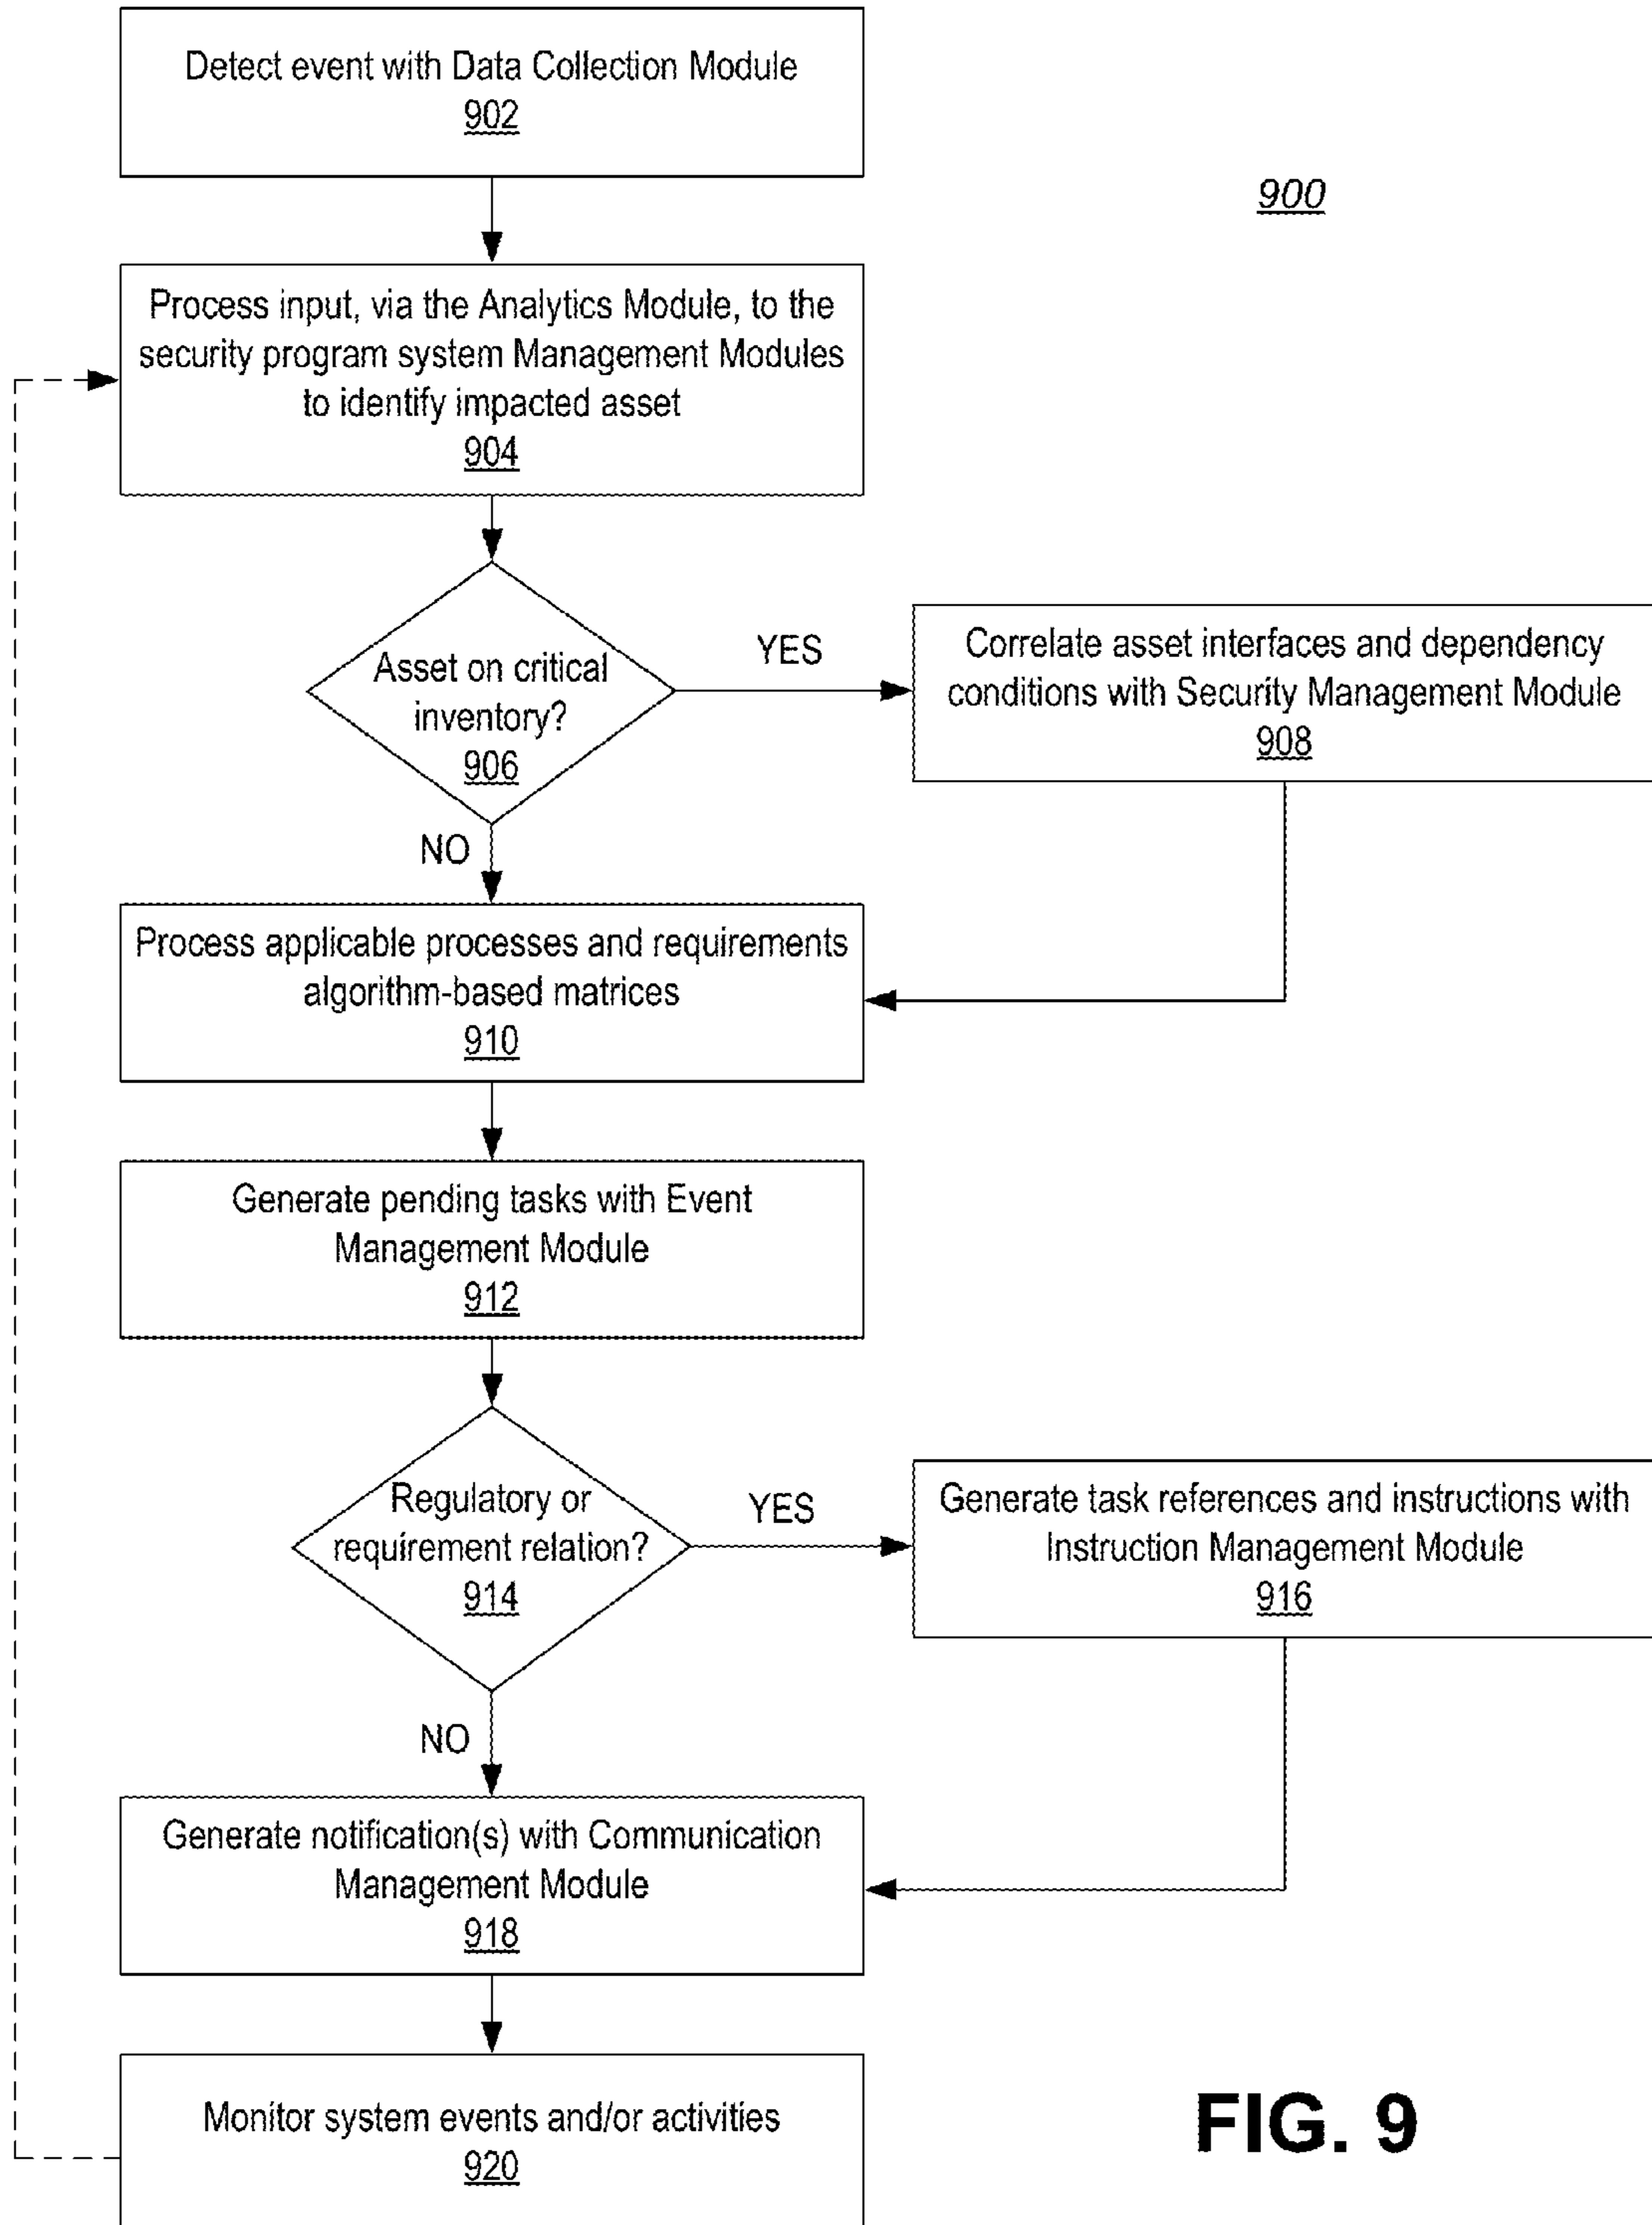 Detect event with Data Collection Module
902
900
Process input, via the Analytics Module, to the
security program system Management Modules
to identify impacted asset
904
Asset on critical
inventory?
906
YES
Correlate asset interfaces and dependency
conditions with Security Management Module
908
NO
Process applicable processes and requirements
algorithm-based matrices
910
Generate pending tasks with Event
Management Module
912
Regulatory or
requirement relation?
914
YES
Generate task references and instructions with
Instruction Management Module
916
NO
Generate notification(s) with Communication
Management Module
918
Monitor system events and/or activities
920
FIG. 9